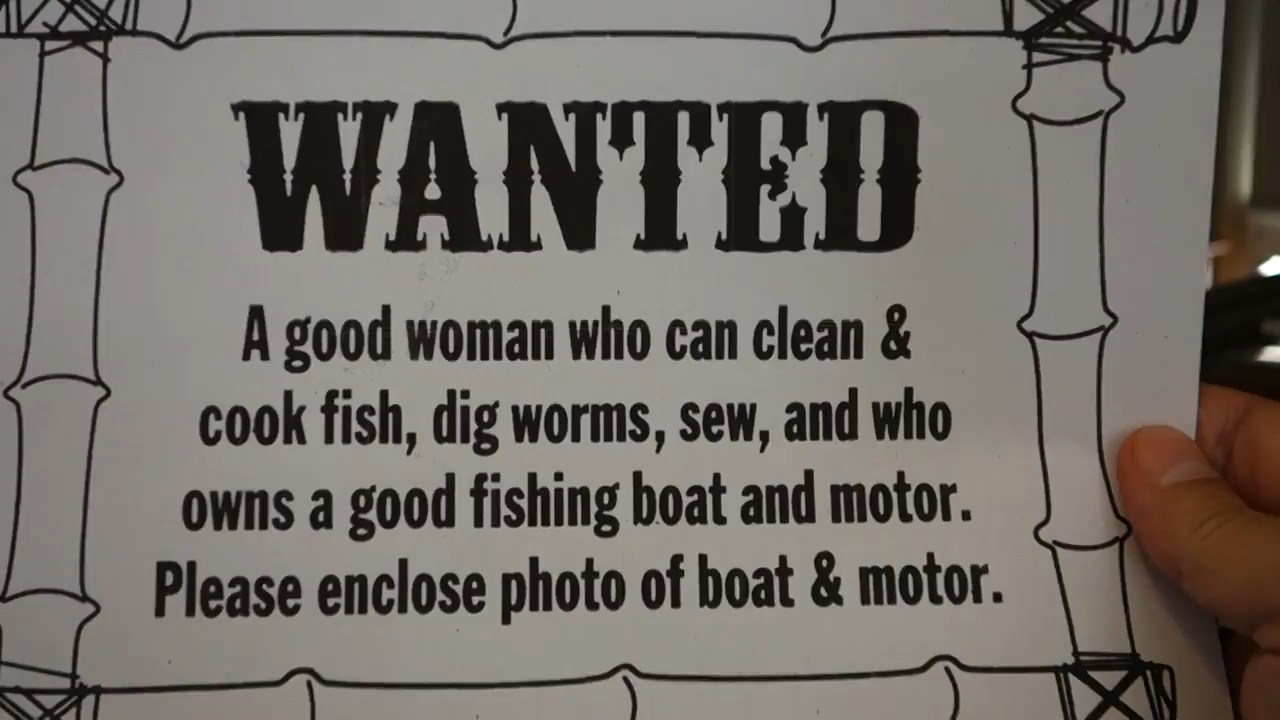 WANTED
A good woman who can clean &
cook fish, dig worms, sew, and who
owns a good fishing boat and motor.
Please enclose photo of boat & motor.